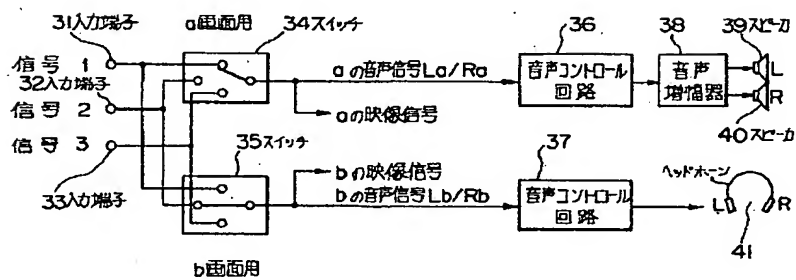 31入力端子
a画面用
34スイッチ
36
38
39スピーカ
信号 1
32入力端子
信号 2
信号 3
33入力端子
aの音声信号La/Ra
aの映像信号
音声コントロール
回路
音声
増幅器
L
R
40スピーカ
35スイッチ
bの映像信号
bの音声信号Lb/Rb
37
音声コントロール
回路
ヘッドホーン
L
R
41
b画面用